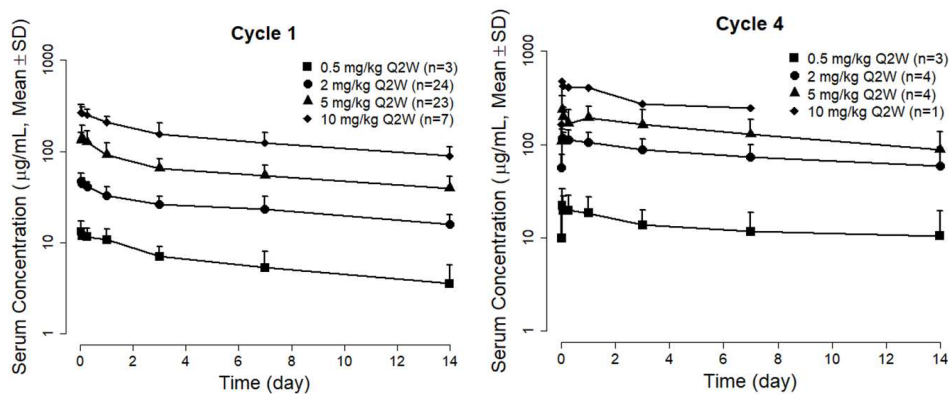 Cycle 1
Serum Concentration ( µg/mL, Mean ± SD)
1000
100
10
1
■ 0.5 mg/kg Q2W (n=3)
● 2 mg/kg Q2W (n=24)
▲ 5 mg/kg Q2W (n=23)
◆ 10 mg/kg Q2W (n=7)
0 2 4 6 8 10 12 14
Time (day)
Cycle 4
Serum Concentration ( µg/mL, Mean ± SD)
1000
100
10
1
■ 0.5 mg/kg Q2W (n=3)
● 2 mg/kg Q2W (n=4)
▲ 5 mg/kg Q2W (n=4)
◆ 10 mg/kg Q2W (n=1)
0 2 4 6 8 10 12 14
Time (day)